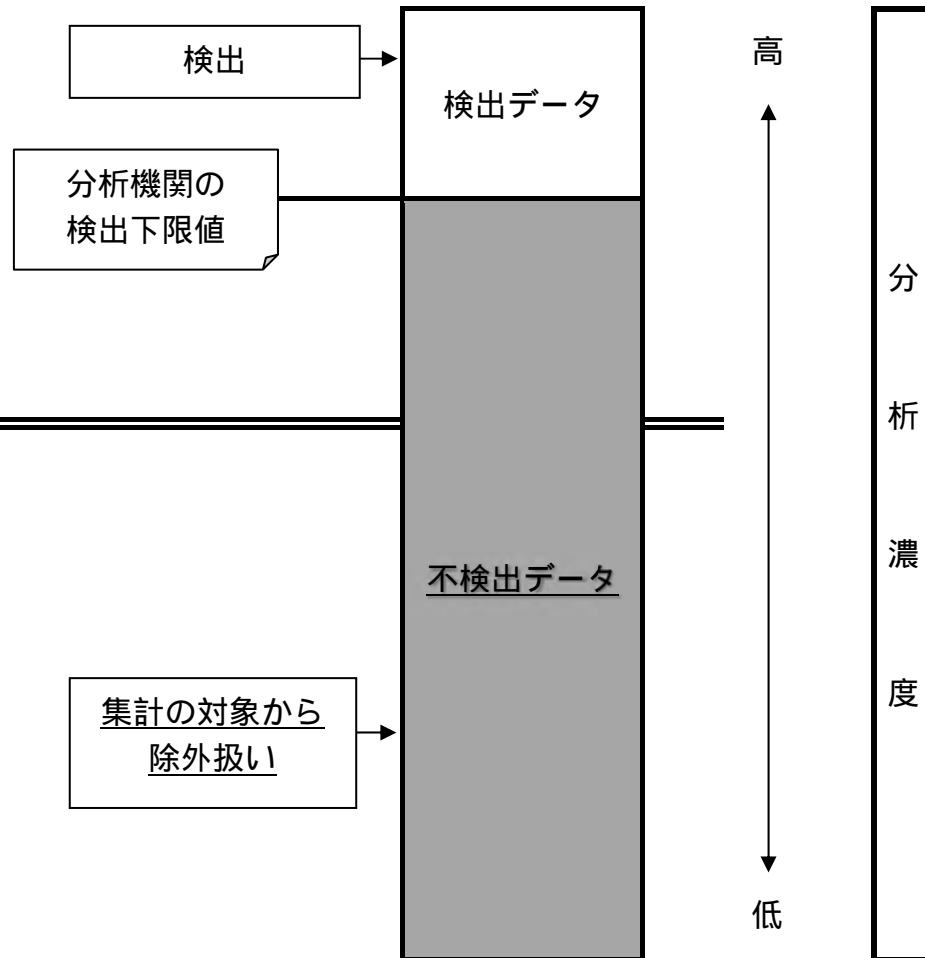 検出
検出データ
高
分析機関の
検出下限値
不検出データ
集計の対象から
除外扱い
低
分
析
濃
度